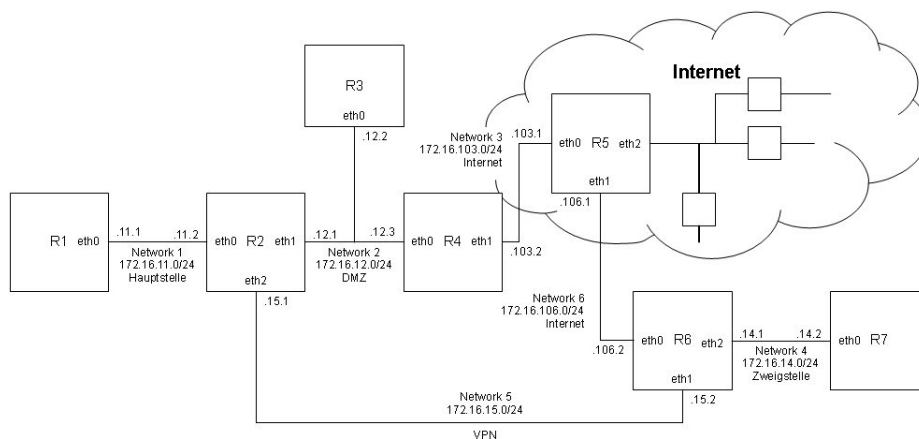 Internet
R3
eth0
.12.2
Network 3
172.16.103.0/24
Internet
.103.1
eth0
R5
eth2
eth1
.106.1
R1
eth0
.11.1
.11.2
Network 1
172.16.11.0/24
Hauptstelle
eth0
R2
eth1
eth2
.15.1
.12.1
.12.3
Network 2
172.16.12.0/24
DMZ
eth0
R4
eth1
.103.2
Network 6
172.16.106.0/24
Internet
.106.2
eth0
R6
eth2
eth1
.15.2
.14.1
.14.2
Network 4
172.16.14.0/24
Zweigstelle
eth0
R7
Network 5
172.16.15.0/24
VPN